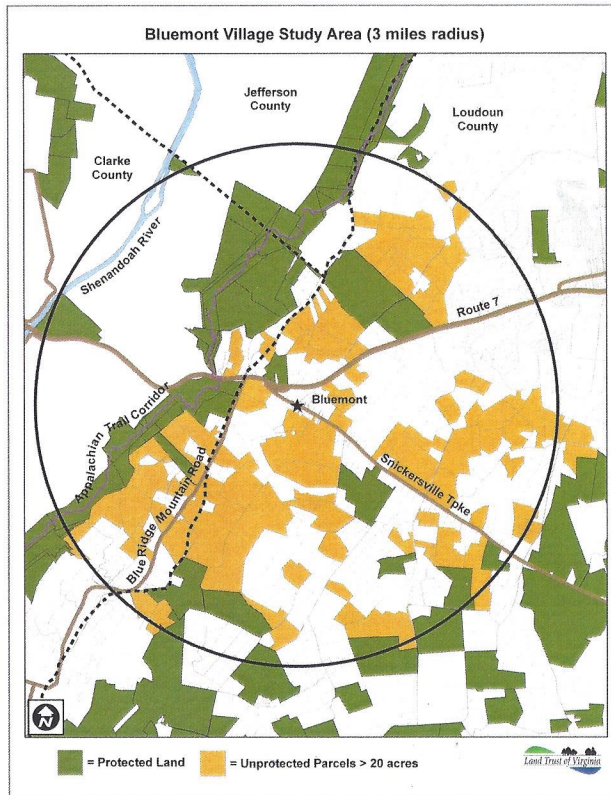 Bluemont Village Study Area (3 miles radius)
Jefferson
County
Loudoun
County
Clarke
County
Shenandoah River
Route 7
Bluemont
Appalachian Trail Corridor
Snickersville Tpke
Blue Ridge Mountain Road
N
= Protected Land
= Unprotected Parcels > 20 acres
Land Trust of Virginia